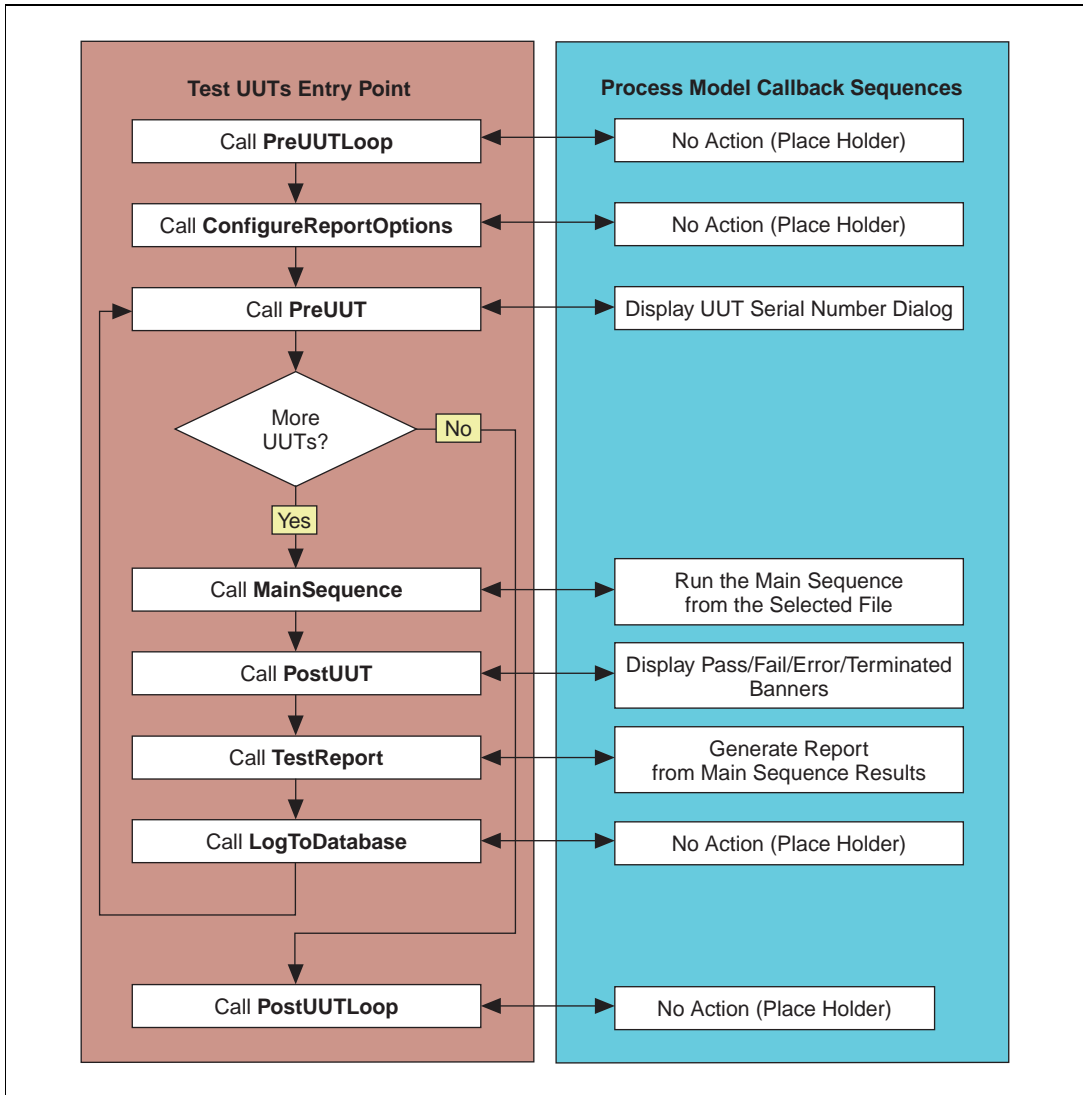 Test UUTs Entry Point
Call PreUUTLoop
Call ConfigureReportOptions
Call PreUUT
More
UUTs?
No
Yes
Call MainSequence
Call PostUUT
Call TestReport
Call LogToDatabase
Call PostUUTLoop
Process Model Callback Sequences
No Action (Place Holder)
No Action (Place Holder)
Display UUT Serial Number Dialog
Run the Main Sequence
from the Selected File
Display Pass/Fail/Error/Terminated
Banners
Generate Report
from Main Sequence Results
No Action (Place Holder)
No Action (Place Holder)